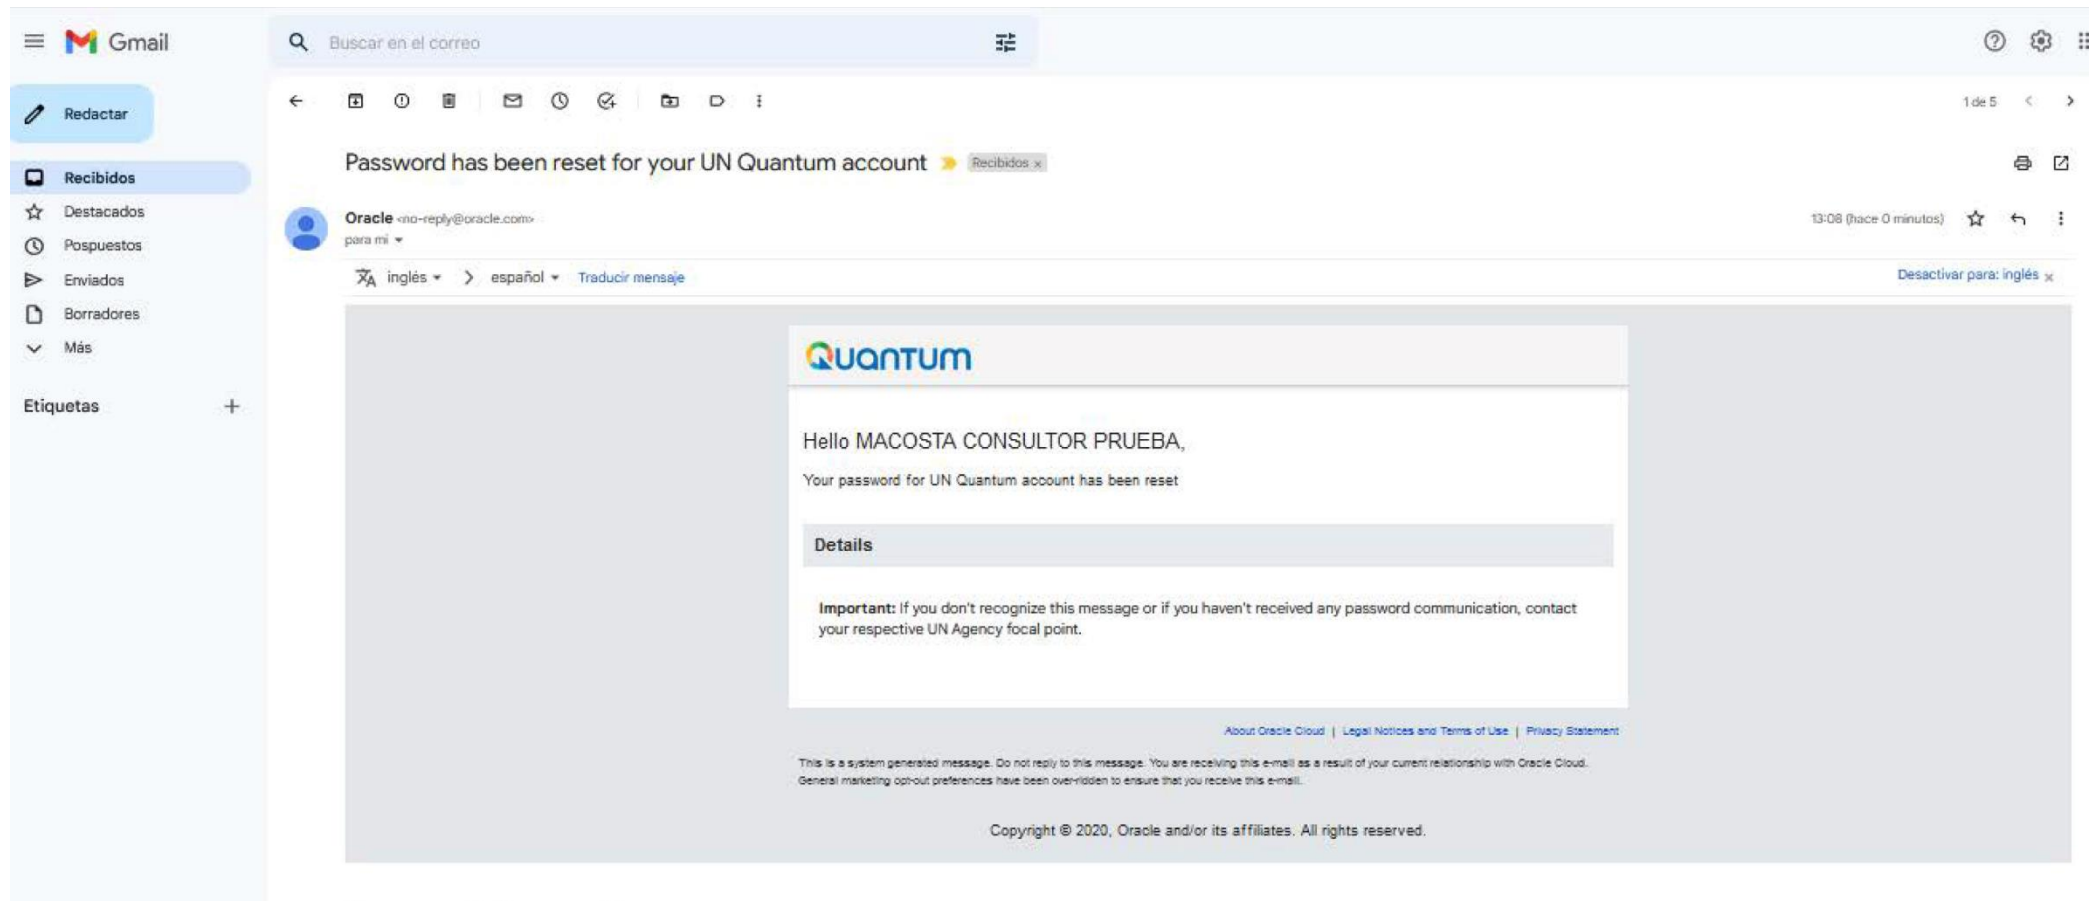 Gmail
Buscar en el correo
Redactar
1 de 5
Password has been reset for your UN Quantum account
Recibidos x
Recibidos
Destacados
Pospuestos
Enviados
Borradores
Más
Etiquetas
Oracle <no-reply@oracle.com>
para mí
13:08 (hace 0 minutos)
inglés > español Traducir mensaje
Desactivar para: inglés x
Quantum
Hello MACOSTA CONSULTOR PRUEBA,
Your password for UN Quantum account has been reset
Details
Important: If you don't recognize this message or if you haven't received any password communication, contact
your respective UN Agency focal point.
About Oracle Cloud | Legal Notices and Terms of Use | Privacy Statement
This is a system generated message. Do not reply to this message. You are receiving this e-mail as a result of your current relationship with Oracle Cloud.
General marketing opt-out preferences have been over-ridden to ensure that you receive this e-mail.
Copyright © 2020, Oracle and/or its affiliates. All rights reserved.